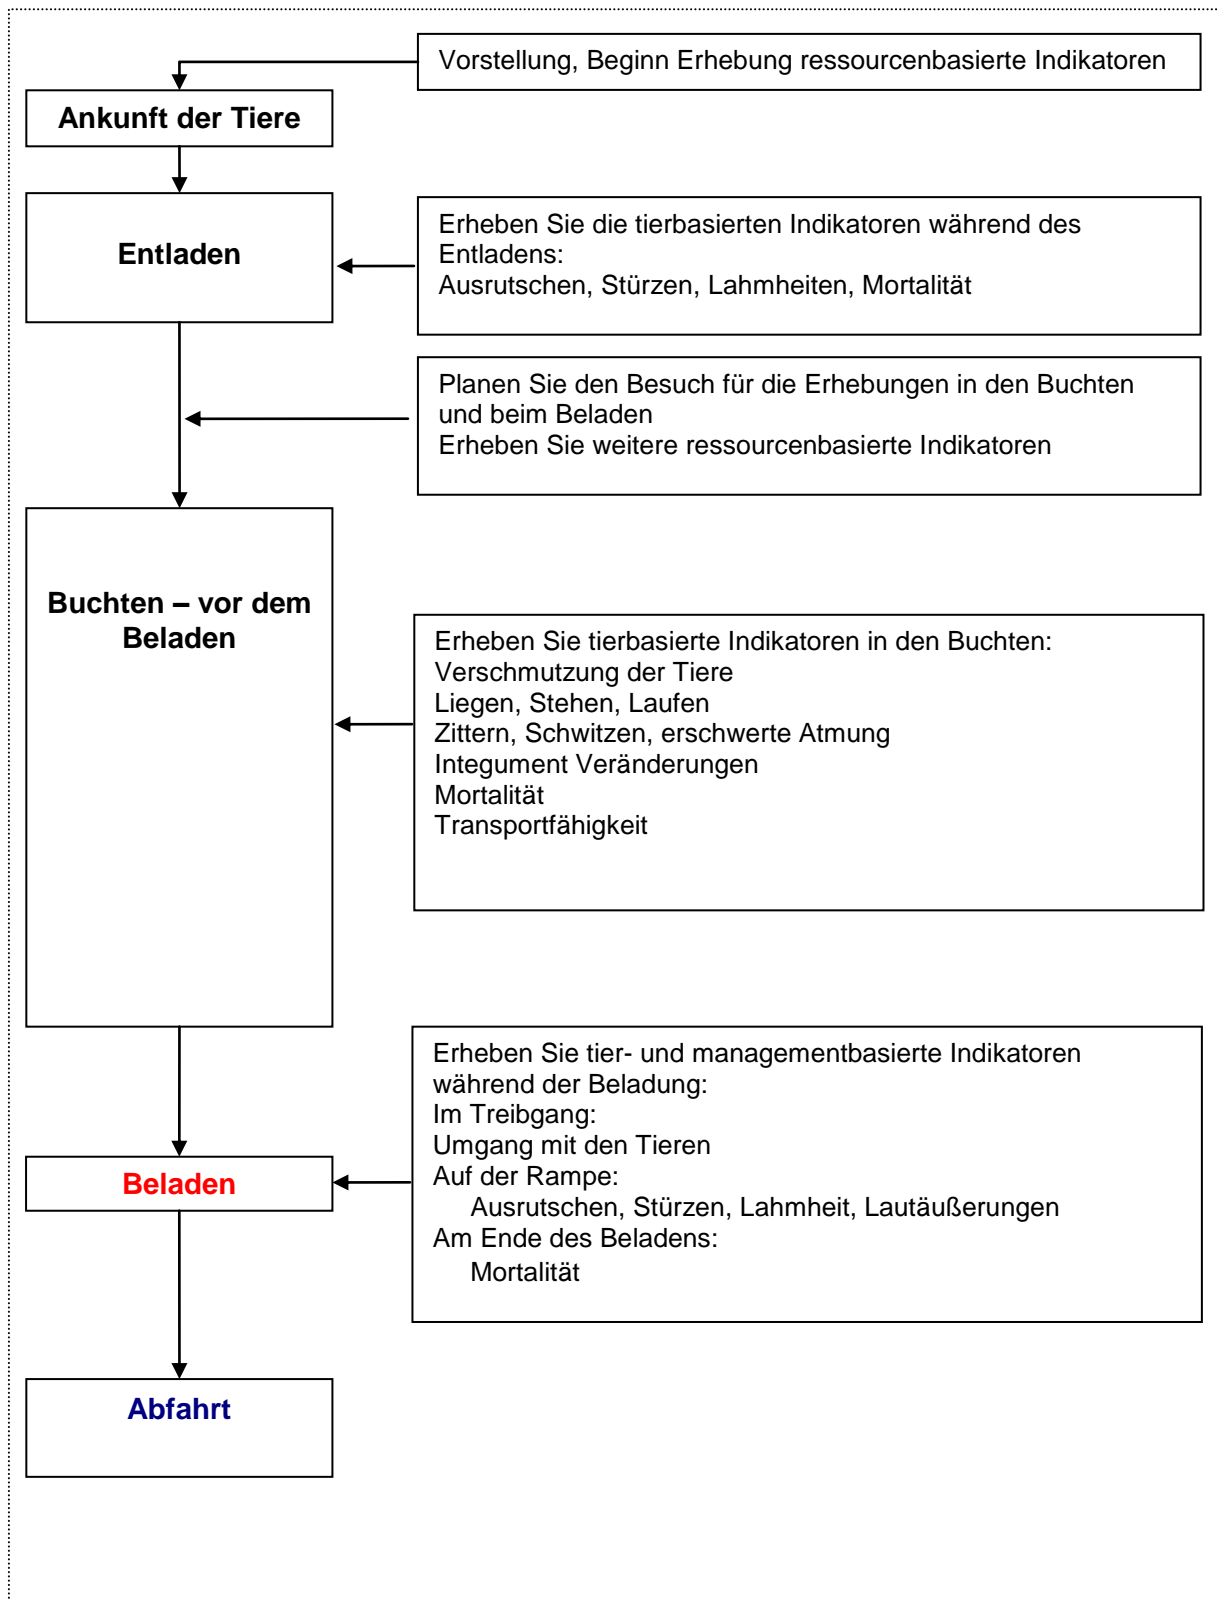 Vorstellung, Beginn Erhebung ressourcenbasierte Indikatoren
Ankunft der Tiere
Entladen
Erheben Sie die tierbasierten Indikatoren während des
Entladens:
Ausrutschen, Stürzen, Lahmheiten, Mortalität
Planen Sie den Besuch für die Erhebungen in den Buchten
und beim Beladen
Erheben Sie weitere ressourcenbasierte Indikatoren
Buchten – vor dem
Beladen
Erheben Sie tierbasierte Indikatoren in den Buchten:
Verschmutzung der Tiere
Liegen, Stehen, Laufen
Zittern, Schwitzen, erschwerte Atmung
Integument Veränderungen
Mortalität
Transportfähigkeit
Beladen
Erheben Sie tier- und managementbasierte Indikatoren
während der Beladung:
Im Treibgang:
Umgang mit den Tieren
Auf der Rampe:
Ausrutschen, Stürzen, Lahmheit, Lautäußerungen
Am Ende des Beladens:
Mortalität
Abfahrt